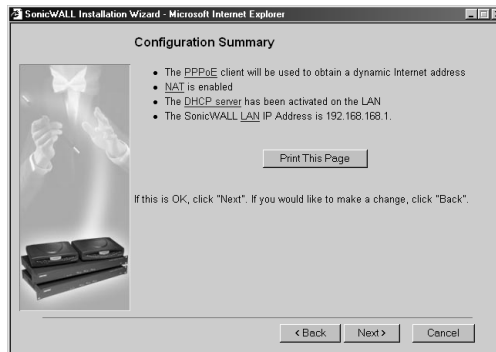 SonicWALL Installation Wizard - Microsoft Internet Explorer
Configuration Summary
• The PPPoE client will be used to obtain a dynamic Internet address
• NAT is enabled
• The DHCP server has been activated on the LAN
• The SonicWALL LAN IP Address is 192.168.168.1.
Print This Page
If this is OK, click "Next". If you would like to make a change, click "Back".
< Back Next > Cancel